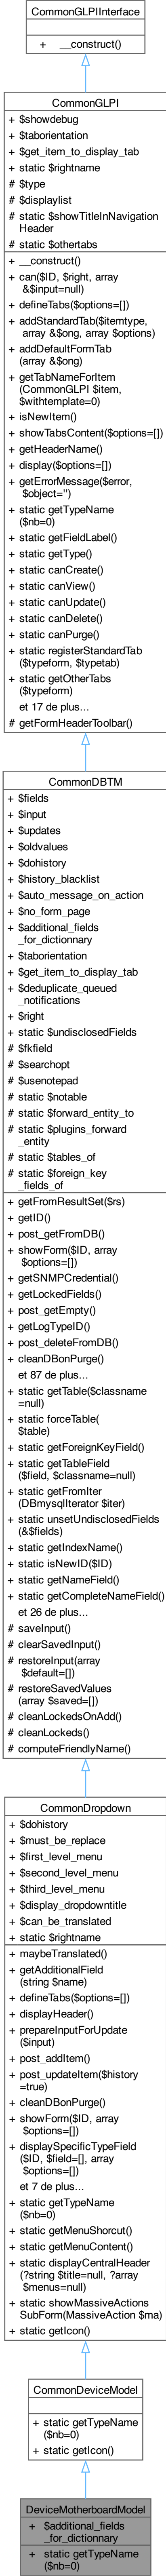 CommonGLPIInterface
+ __construct()
CommonGLPI
+ $showdebug
+ $taborientation
+ $get_item_to_display_tab
+ static $rightname
# $type
# $displaylist
# static $showTitleInNavigation
Header
# static $othertabs
+ __construct()
+ can($ID, $right, array
&$input=null)
+ defineTabs($options=[])
+ addStandardTab($itemtype,
array &$ong, array $options)
+ addDefaultFormTab
(array &$ong)
+ getTabNameForItem
(CommonGLPI $item,
$withtemplate=0)
+ isNewItem()
+ showTabsContent($options=[])
+ getHeaderName()
+ display($options=[])
+ getErrorMessage($error,
$object='')
+ static getTypeName
($nb=0)
+ static getFieldLabel()
+ static getType()
+ static canCreate()
+ static canView()
+ static canUpdate()
+ static canDelete()
+ static canPurge()
+ static registerStandardTab
($typeform, $typetab)
+ static getOtherTabs
($typeform)
et 17 de plus...
# getFormHeaderToolbar()
CommonDBTM
+ $fields
+ $input
+ $updates
+ $oldvalues
+ $dohistory
+ $history_blacklist
+ $auto_message_on_action
+ $no_form_page
+ $additional_fields
_for_dictionnary
+ $taborientation
+ $get_item_to_display_tab
+ $deduplicate_queued
_notifications
+ $right
+ static $undisclosedFields
# $fkfield
# $searchopt
# $usenotepad
# static $notable
# static $forward_entity_to
# static $plugins_forward
_entity
# static $tables_of
# static $foreign_key
_fields_of
+ getFromResultSet($rs)
+ getID()
+ post_getFromDB()
+ showForm($ID, array
$options=[])
+ getSNMPCredential()
+ getLockedFields()
+ post_getEmpty()
+ getLogTypeID()
+ post_deleteFromDB()
+ cleanDBonPurge()
et 87 de plus...
+ static getTable($classname
=null)
+ static forceTable(
$table)
+ static getForeignKeyField()
+ static getTableField
($field, $classname=null)
+ static getFromIter
(DBmysqlIterator $iter)
+ static unsetUndisclosedFields
(&$fields)
+ static getIndexName()
+ static isNewID($ID)
+ static getNameField()
+ static getCompleteNameField()
et 26 de plus...
# saveInput()
# clearSavedInput()
# restoreInput(array
$default=[])
# restoreSavedValues
(array $saved=[])
# cleanLockedsOnAdd()
# cleanLockeds()
# computeFriendlyName()
CommonDropdown
+ $dohistory
+ $must_be_replace
+ $first_level_menu
+ $second_level_menu
+ $third_level_menu
+ $display_dropdowntitle
+ $can_be_translated
+ static $rightname
+ maybeTranslated()
+ getAdditionalField
(string $name)
+ defineTabs($options=[])
+ displayHeader()
+ prepareInputForUpdate
($input)
+ post_addItem()
+ post_updateItem($history
=true)
+ cleanDBonPurge()
+ showForm($ID, array
$options=[])
+ displaySpecificTypeField
($ID, $field=[], array
$options=[])
et 7 de plus...
+ static getTypeName
($nb=0)
+ static getMenuShorcut()
+ static getMenuContent()
+ static displayCentralHeader
(?string $title=null, ?array
$menus=null)
+ static showMassiveActions
SubForm(MassiveAction $ma)
+ static getIcon()
CommonDeviceModel
+ static getTypeName
($nb=0)
+ static getIcon()
DeviceMotherboardModel
+ $additional_fields
_for_dictionnary
+ static getTypeName
($nb=0)